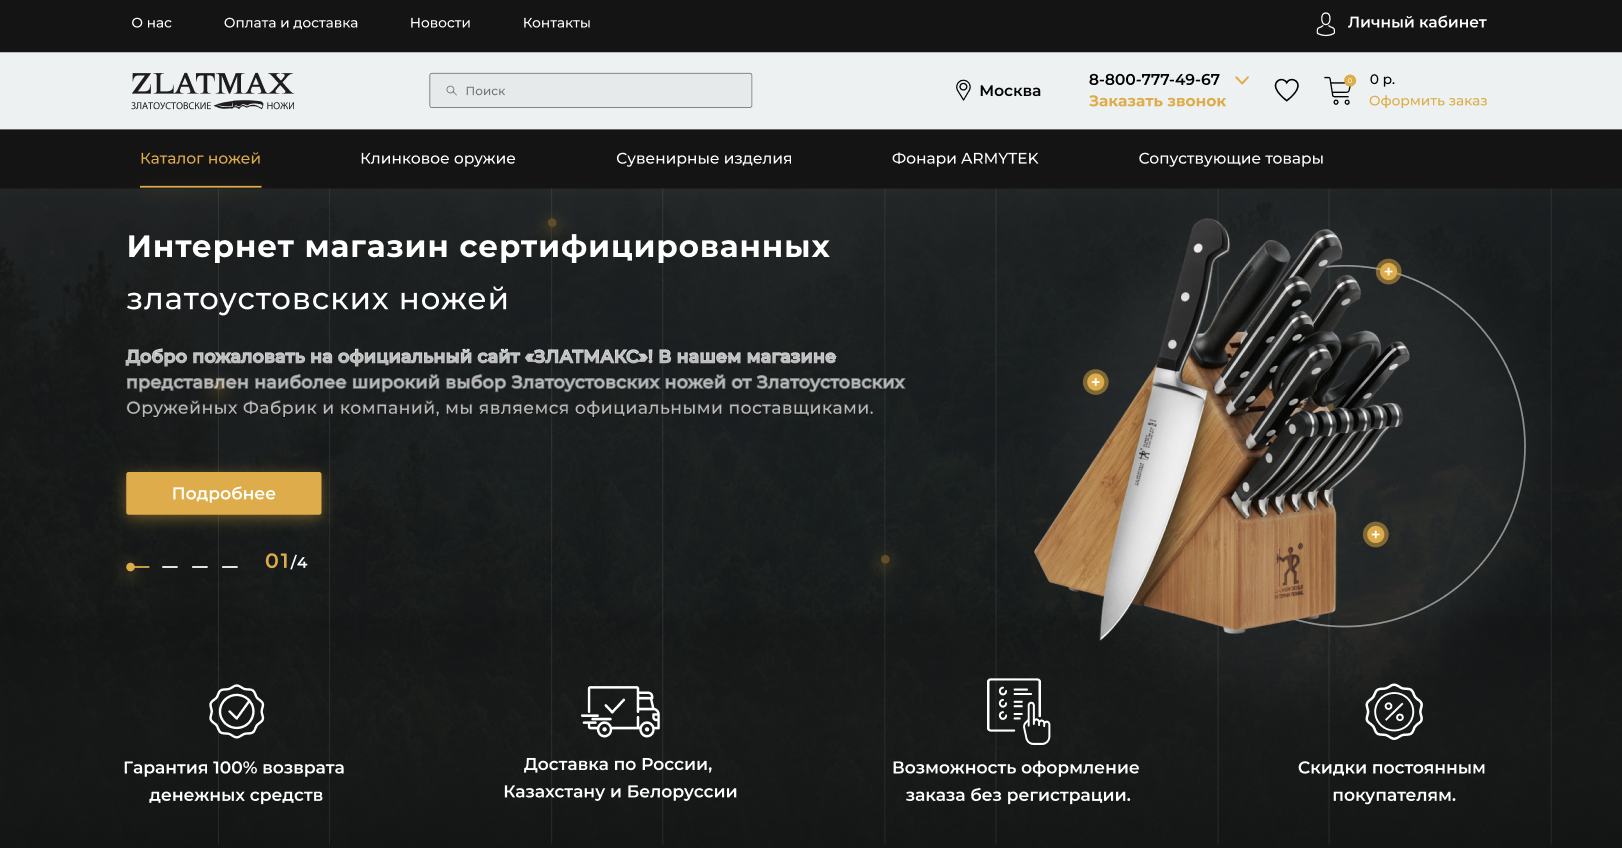 О нас
Оплата и доставка
Новости
Контакты
Личный кабинет
ZLATMAX
ЗЛАТОУСТОВСКИЕ НОЖИ
Поиск
Москва
8-800-777-49-67
Заказать звонок
0
0 р.
Оформить заказ
Каталог ножей
Клинковое оружие
Сувенирные изделия
Фонари ARMYTEK
Сопуствующие товары
Интернет магазин сертифицированных
златоустовских ножей
Добро пожаловать на официальный сайт «ЗЛАТМАКС»! В нашем магазине
представлен наиболее широкий выбор Златоустовских ножей от Златоустовских
Оружейных Фабрик и компаний, мы являемся официальными поставщиками.
Подробнее
01/4
Гарантия 100% возврата
денежных средств
Доставка по России,
Казахстану и Белоруссии
Возможность оформление
заказа без регистрации.
Скидки постоянным
покупателям.